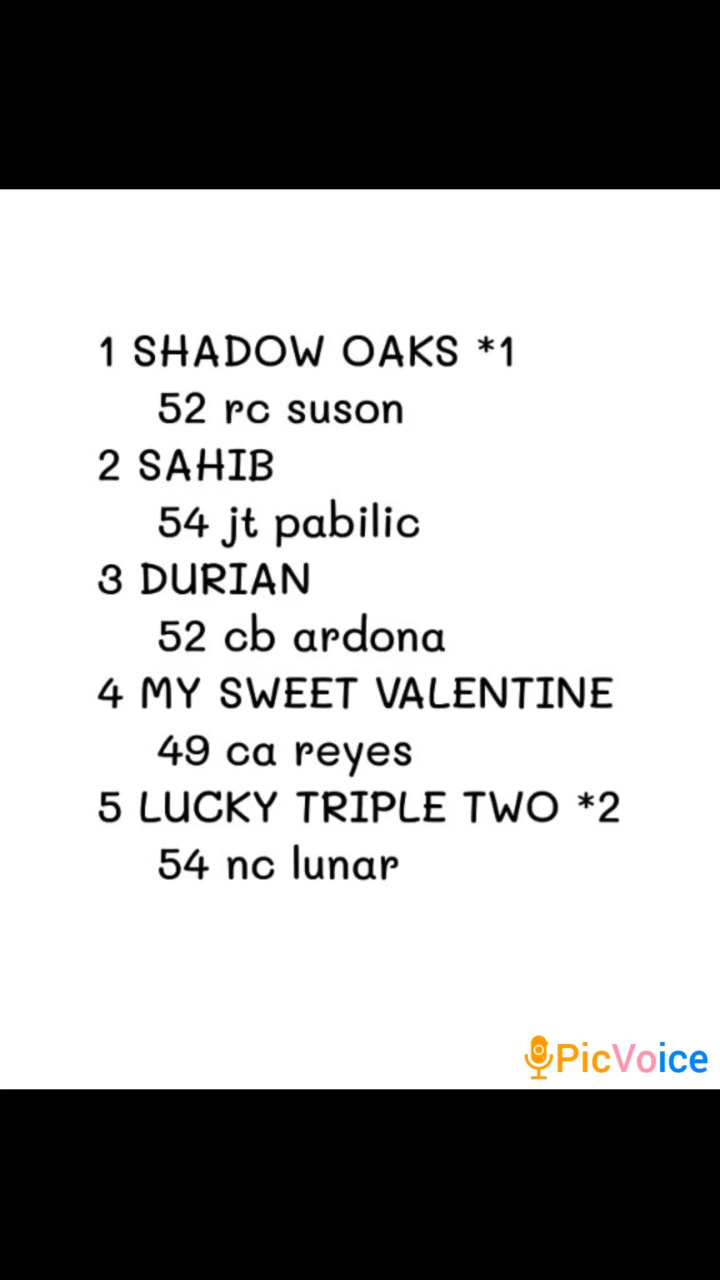 1 SHADOW OAKS *1
52 rc suson
2 SAHIB
54 jt pabilic
3 DURIAN
52 cb ardona
4 MY SWEET VALENTINE
49 ca reyes
5 LUCKY TRIPLE TWO *2
54 nc lunar
PicVoice